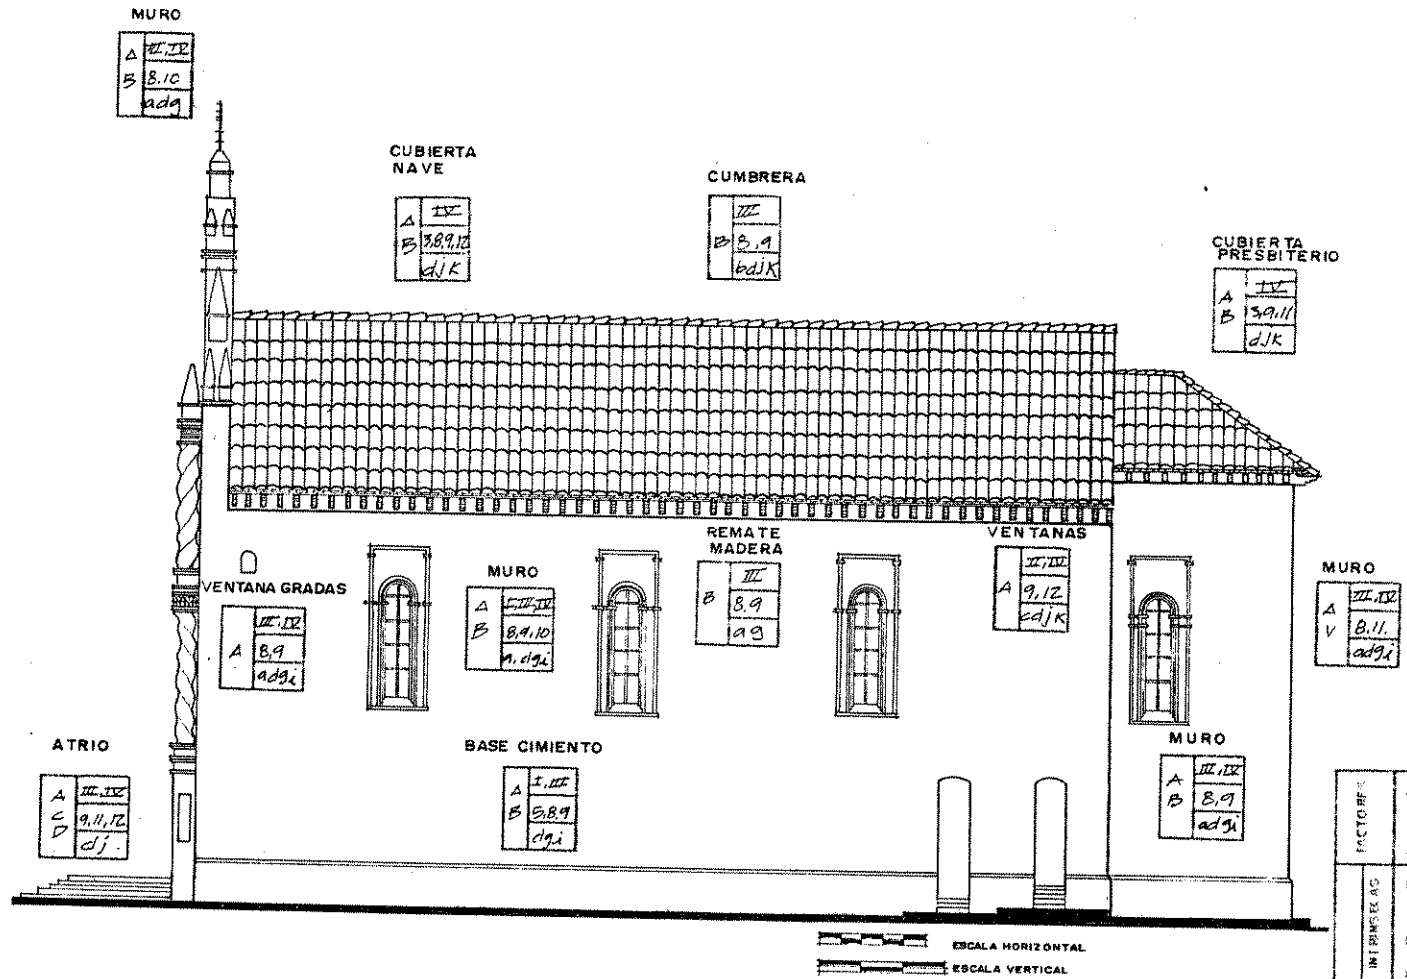 MURO
A
B
III, IV
8.10
adg
CUBIERTA
NAVE
A
B
IV
3,8,9,12
djk
CUMBRERA
B
III
8,9
bdjk
CUBIERTA
PRESBITERIO
A
B
IV
3,9,11
djk
VENTANA GRADAS
A
III, IV
8,9
adgi
MURO
A
B
8,9,10
a.dgi
REMATE
MADERA
B
III
8,9
ag
VENTANAS
A
II, IV
9,12
cdjk
MURO
A
V
III, IV
8,11.
adgi
ATRIO
A
C
D
III, IV
9,11,12
dj.
BASE CIMIENTO
A
B
I, III
5,8,9
dgi
MURO
A
B
III, IV
8,9
adgi
FACTORES
INTRINSECAS
ESCALA HORIZONTAL
ESCALA VERTICAL